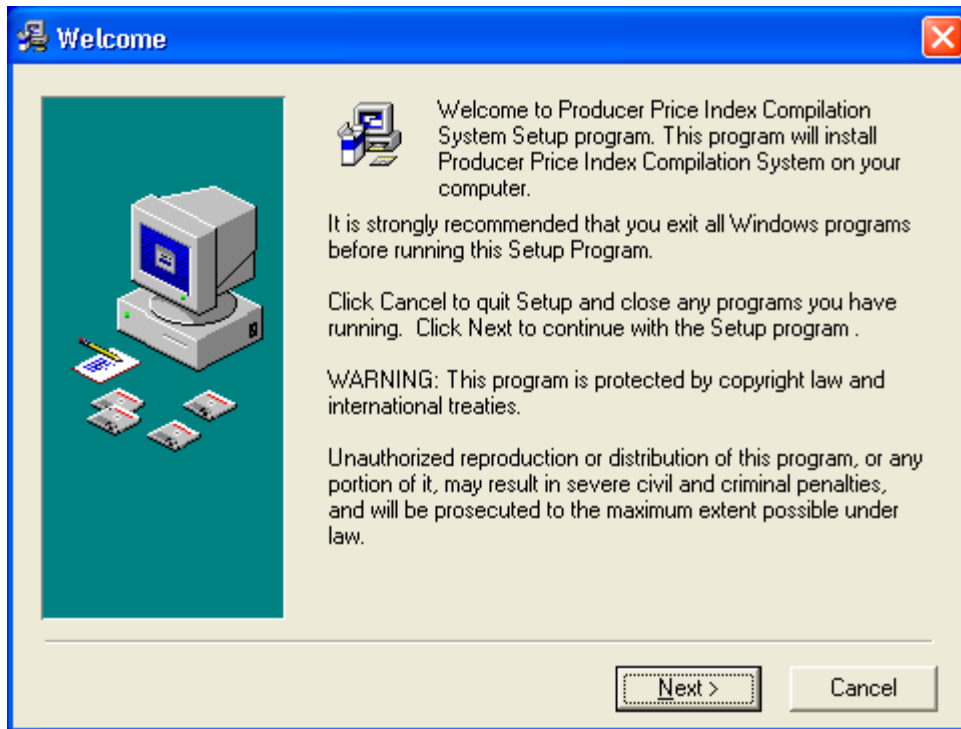 Welcome
Welcome to Producer Price Index Compilation
System Setup program. This program will install
Producer Price Index Compilation System on your
computer.
It is strongly recommended that you exit all Windows programs
before running this Setup Program.
Click Cancel to quit Setup and close any programs you have
running.  Click Next to continue with the Setup program .
WARNING: This program is protected by copyright law and
international treaties.
Unauthorized reproduction or distribution of this program, or any
portion of it, may result in severe civil and criminal penalties,
and will be prosecuted to the maximum extent possible under
law.
Next >
Cancel